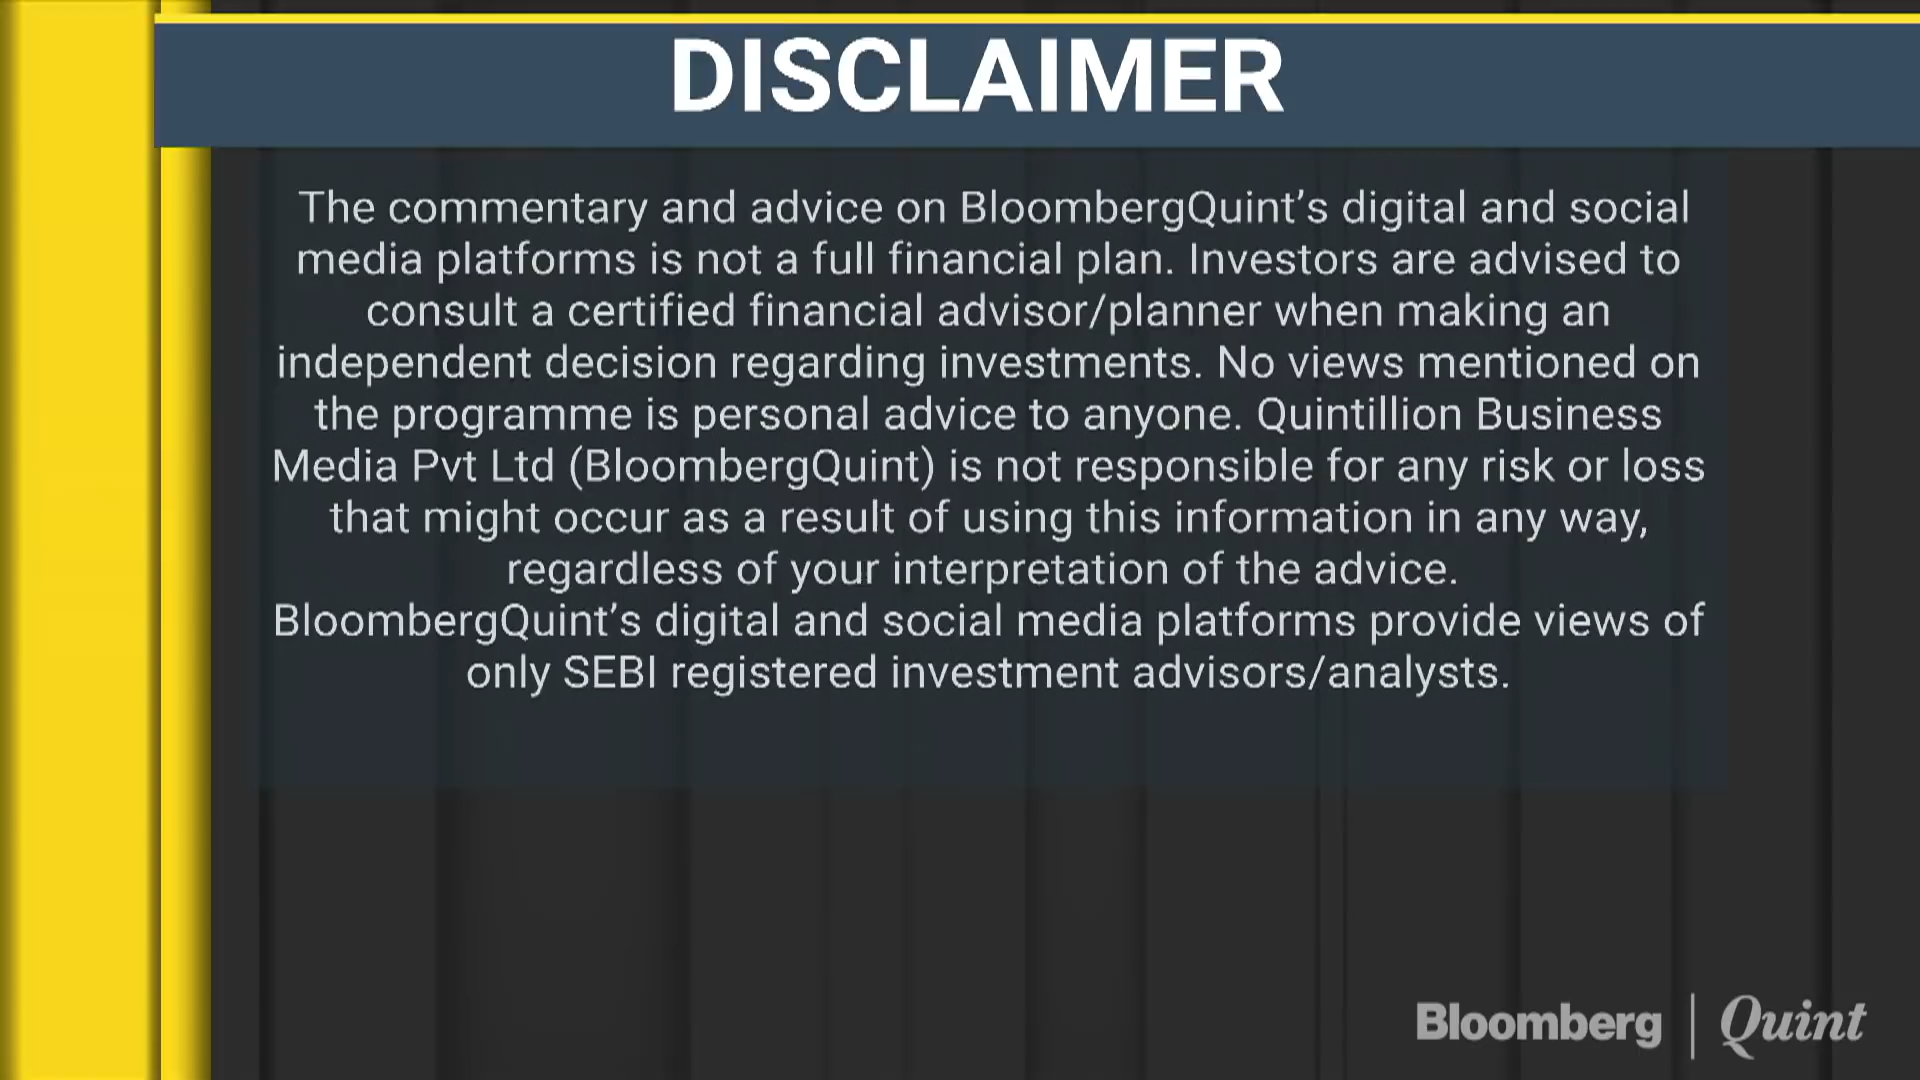 DISCLAIMER
The commentary and advice on BloombergQuint’s digital and social
media platforms is not a full financial plan. Investors are advised to
consult a certified financial advisor/planner when making an
independent decision regarding investments. No views mentioned on
the programme is personal advice to anyone. Quintillion Business
Media Pvt Ltd (BloombergQuint) is not responsible for any risk or loss
that might occur as a result of using this information in any way,
regardless of your interpretation of the advice.
BloombergQuint’s digital and social media platforms provide views of
only SEBI registered investment advisors/analysts.
Bloomberg | Quint